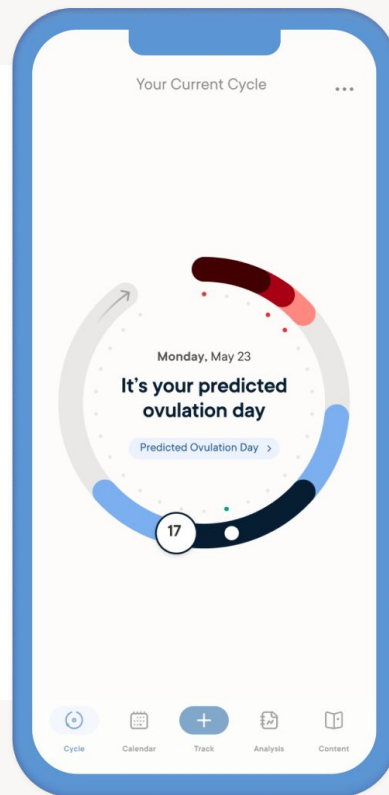 Your Current Cycle
Monday, May 23
It's your predicted
ovulation day
Predicted Ovulation Day >
17
Cycle
Calendar
Track
Analysis
Content